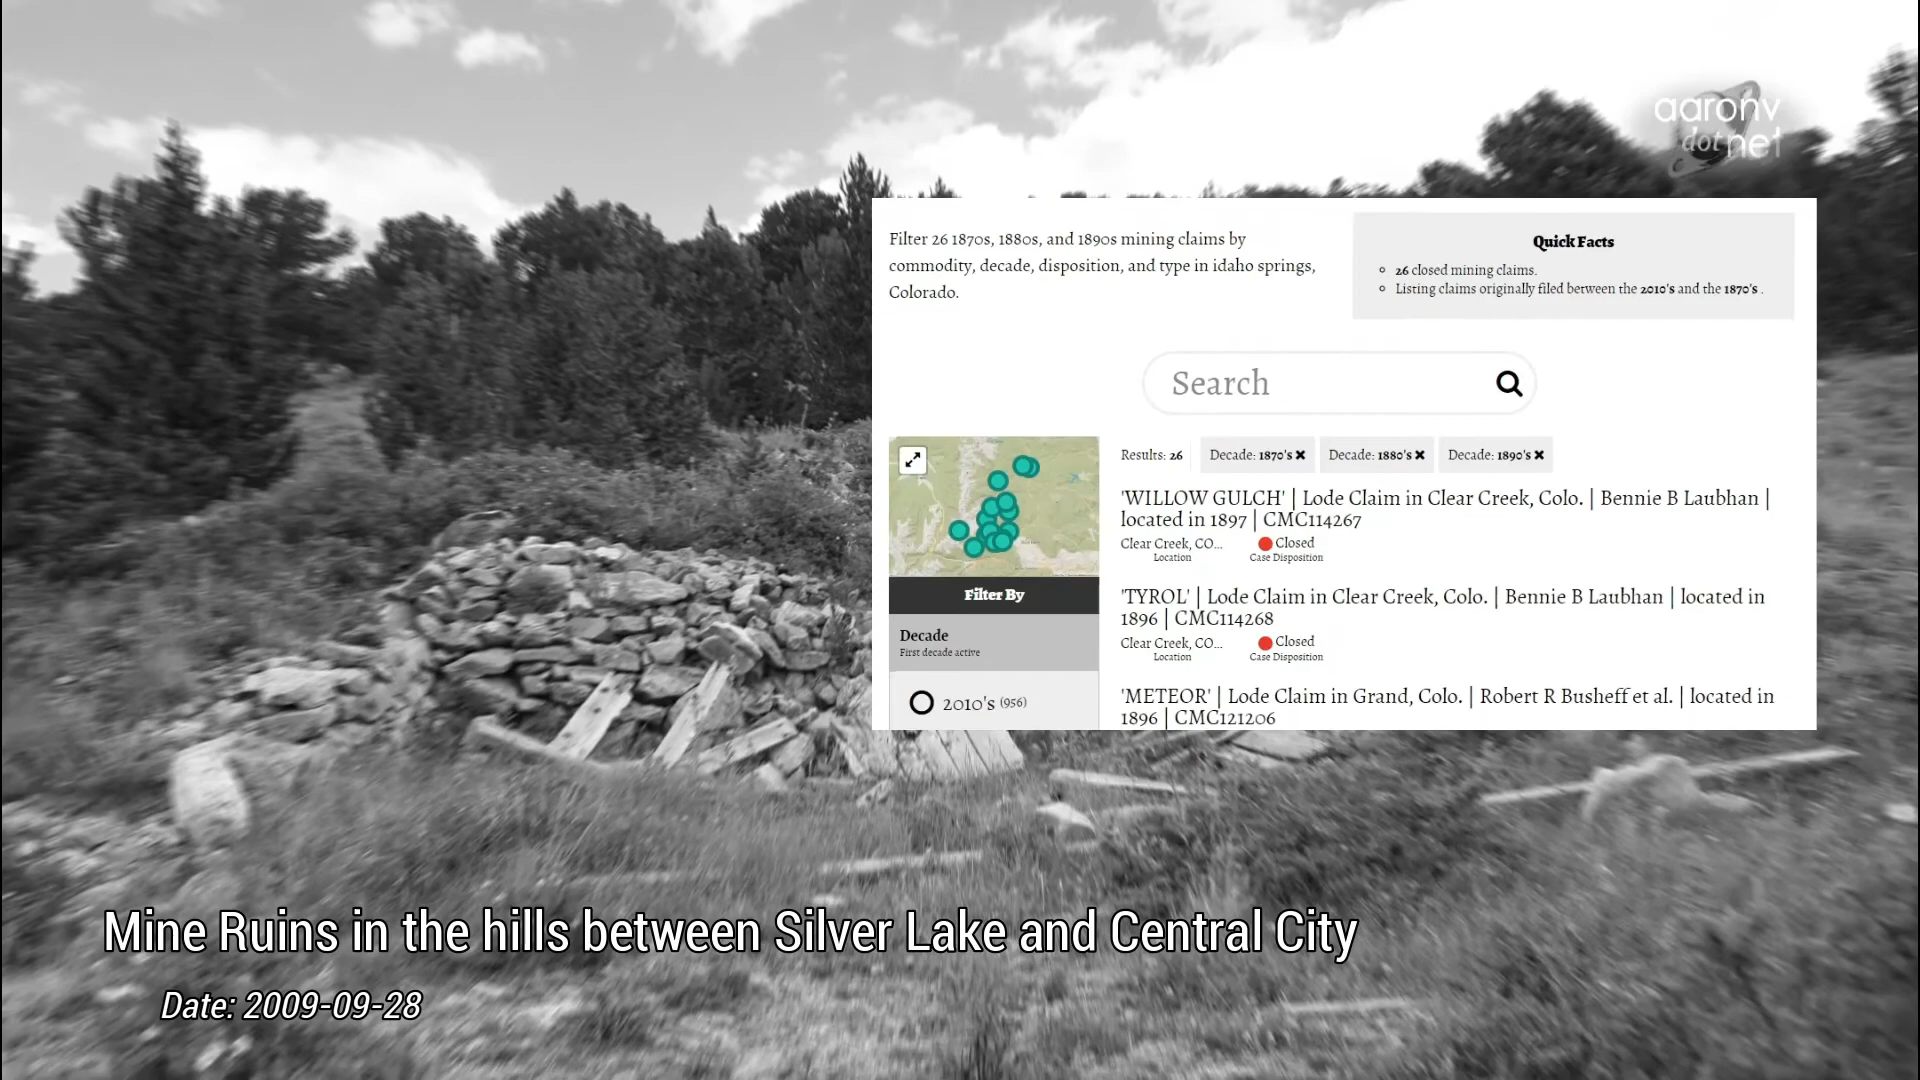 aaronv
dot net
Filter 26 1870s, 1880s, and 1890s mining claims by
commodity, decade, disposition, and type in idaho springs,
Colorado.
Quick Facts
26 closed mining claims.
Listing claims originally filed between the 2010's and the 1870's .
Search
Results: 26
Decade: 1870's ✖
Decade: 1880's ✖
Decade: 1890's ✖
'WILLOW GULCH' | Lode Claim in Clear Creek, Colo. | Bennie B Laubhan |
located in 1897 | CMC114267
Clear Creek, CO...
Location
Closed
Case Disposition
'TYROL' | Lode Claim in Clear Creek, Colo. | Bennie B Laubhan | located in
1896 | CMC114268
Clear Creek, CO...
Location
Closed
Case Disposition
'METEOR' | Lode Claim in Grand, Colo. | Robert R Busheff et al. | located in
1896 | CMC121206
Filter By
Decade
First decade active
2010's (956)
Mine Ruins in the hills between Silver Lake and Central City
Date: 2009-09-28